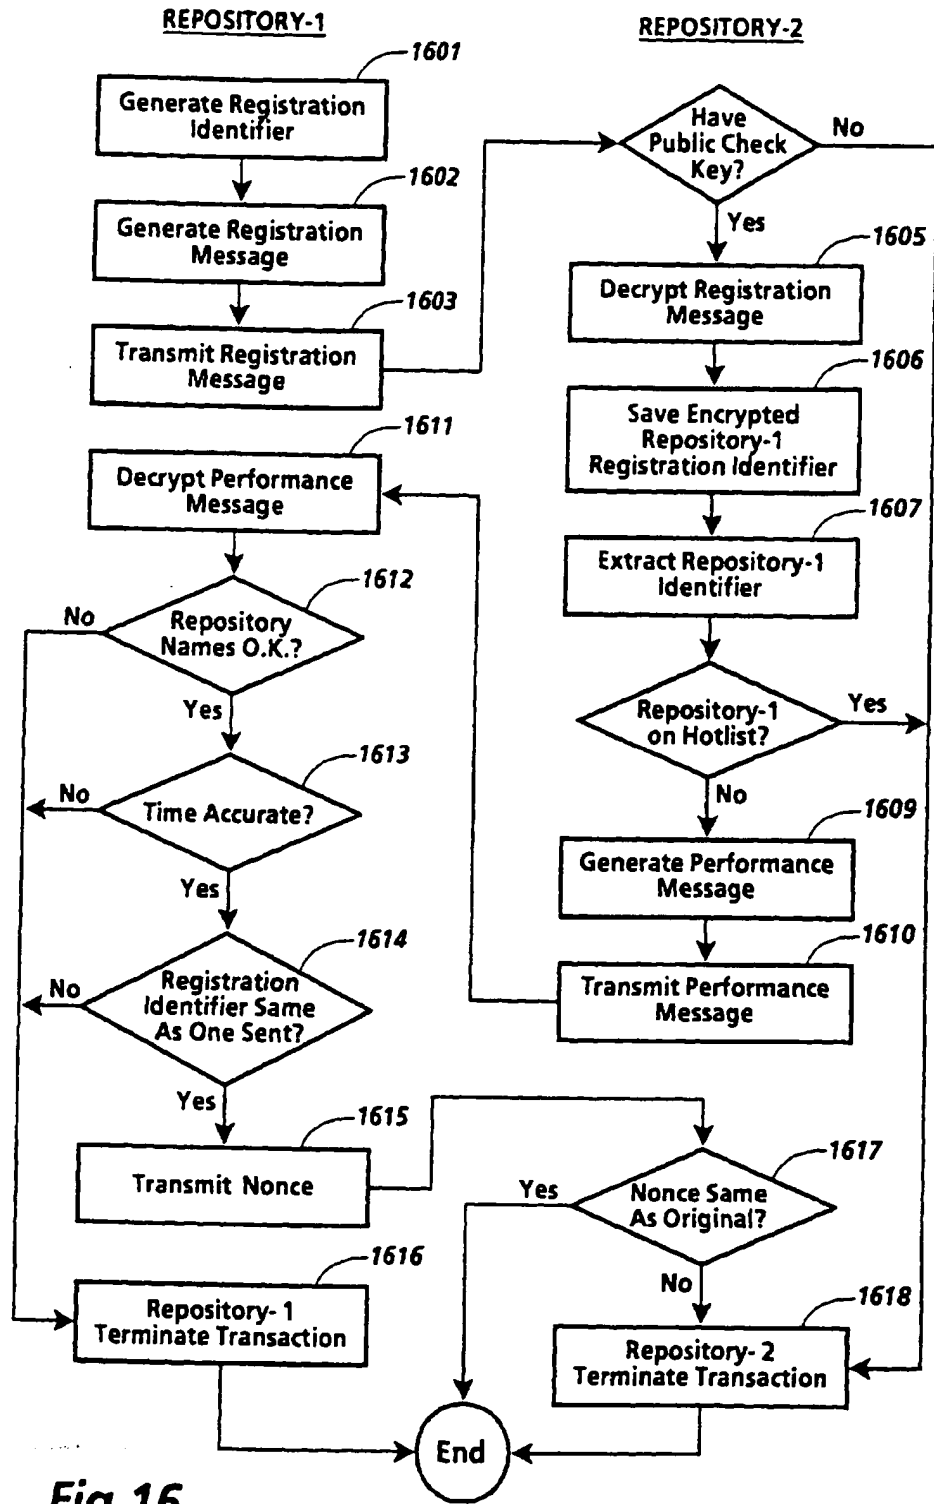 REPOSITORY-1
1601
Generate Registration
Identifier
1602
Generate Registration
Message
1603
Transmit Registration
Message
1611
Decrypt Performance
Message
1612
Repository
Names O.K.?
No
Yes
1613
Time Accurate?
No
Yes
1614
Registration
Identifier Same
As One Sent?
No
Yes
1615
Transmit Nonce
1616
Repository- 1
Terminate Transaction
REPOSITORY-2
Have
Public Check
Key?
No
Yes
1605
Decrypt Registration
Message
1606
Save Encrypted
Repository-1
Registration Identifier
1607
Extract Repository-1
Identifier
Repository-1
on Hotlist?
Yes
No
1609
Generate Performance
Message
1610
Transmit Performance
Message
1617
Nonce Same
As Original?
Yes
No
1618
Repository- 2
Terminate Transaction
End
Fig.16